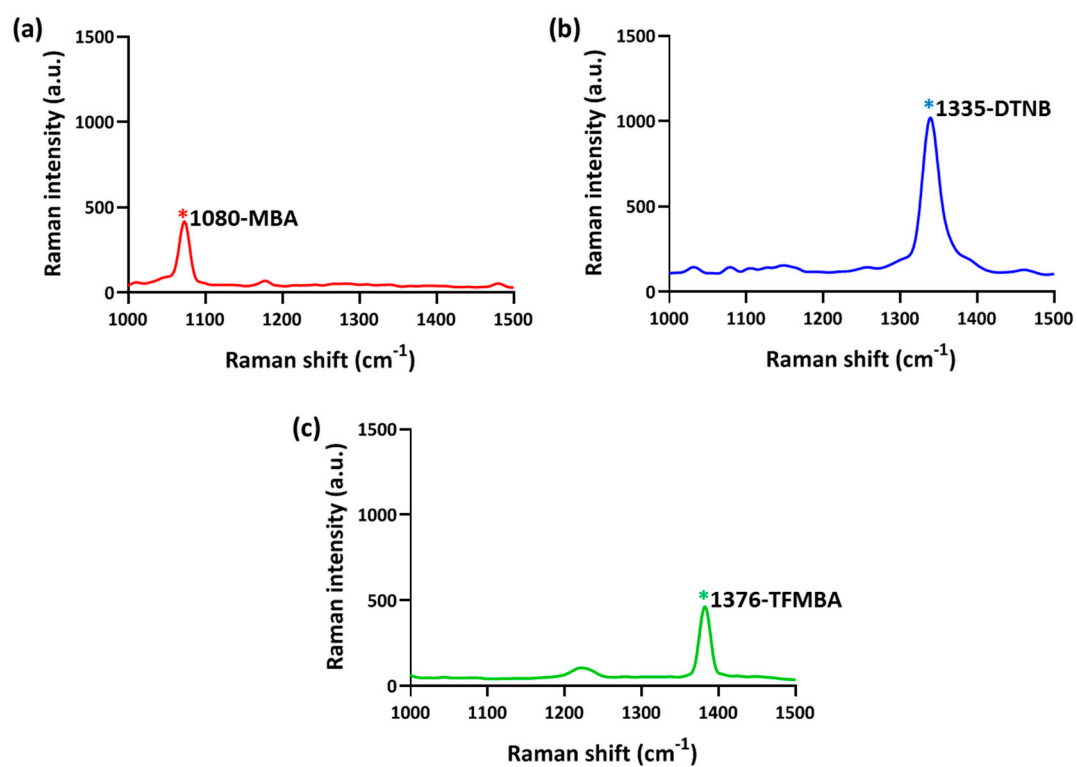 (a)
1500
1000
500
0
Raman intensity (a.u.)
*1080-MBA
1000 1100 1200 1300 1400 1500
Raman shift (cm-1)
(b)
1500
1000
500
0
Raman intensity (a.u.)
*1335-DTNB
1000 1100 1200 1300 1400 1500
Raman shift (cm-1)
(c)
1500
1000
500
0
Raman intensity (a.u.)
*1376-TFMBA
1000 1100 1200 1300 1400 1500
Raman shift (cm-1)